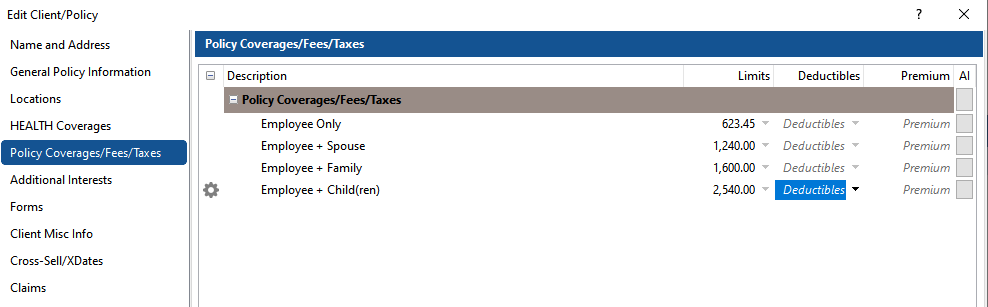 Edit Client/Policy ? ✕
Name and Address
General Policy Information
Locations
HEALTH Coverages
Policy Coverages/Fees/Taxes
Additional Interests
Forms
Client Misc Info
Cross-Sell/XDates
Claims
Policy Coverages/Fees/Taxes
Description Limits Deductibles Premium AI
Policy Coverages/Fees/Taxes
Employee Only 623.45 Deductibles Premium
Employee + Spouse 1,240.00 Deductibles Premium
Employee + Family 1,600.00 Deductibles Premium
Employee + Child(ren) 2,540.00 Deductibles Premium